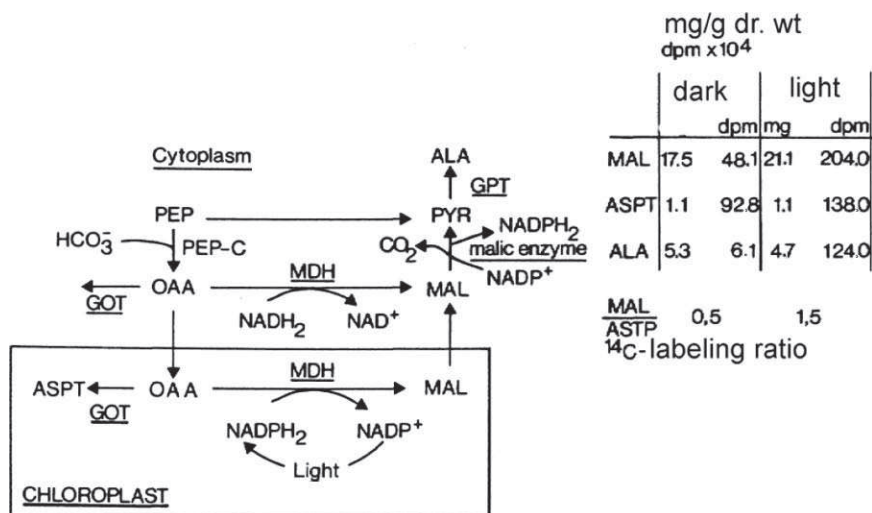 mg/g dr. wt
dpm x10⁴
dark light
dpm mg dpm
MAL 17.5 48.1 21.1 204.0
ASPT 1.1 92.8 1.1 138.0
ALA 5.3 6.1 4.7 124.0
MAL
ASTP 0,5 1,5
¹⁴C-labeling ratio
Cytoplasm
ALA
GPT
PEP PYR NADPH₂
HCO₃⁻ PEP-C CO₂ malic enzyme
NADP⁺
GOT OAA MDH MAL
NADH₂ NAD⁺
ASPT GOT OAA MDH MAL
NADPH₂ NADP⁺
Light
CHLOROPLAST